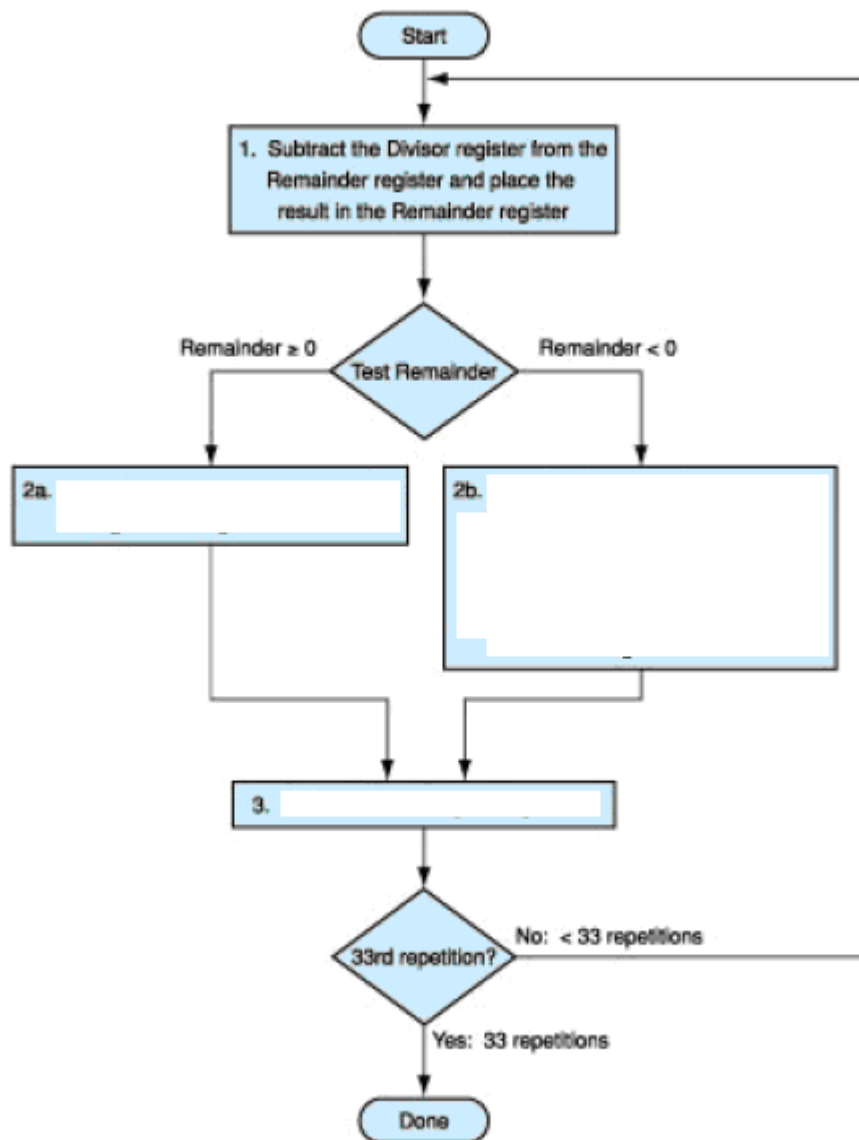 Start
1. Subtract the Divisor register from the
Remainder register and place the
result in the Remainder register
Remainder ≥ 0
Remainder < 0
Test Remainder
2a.
2b.
3.
No: < 33 repetitions
33rd repetition?
Yes: 33 repetitions
Done